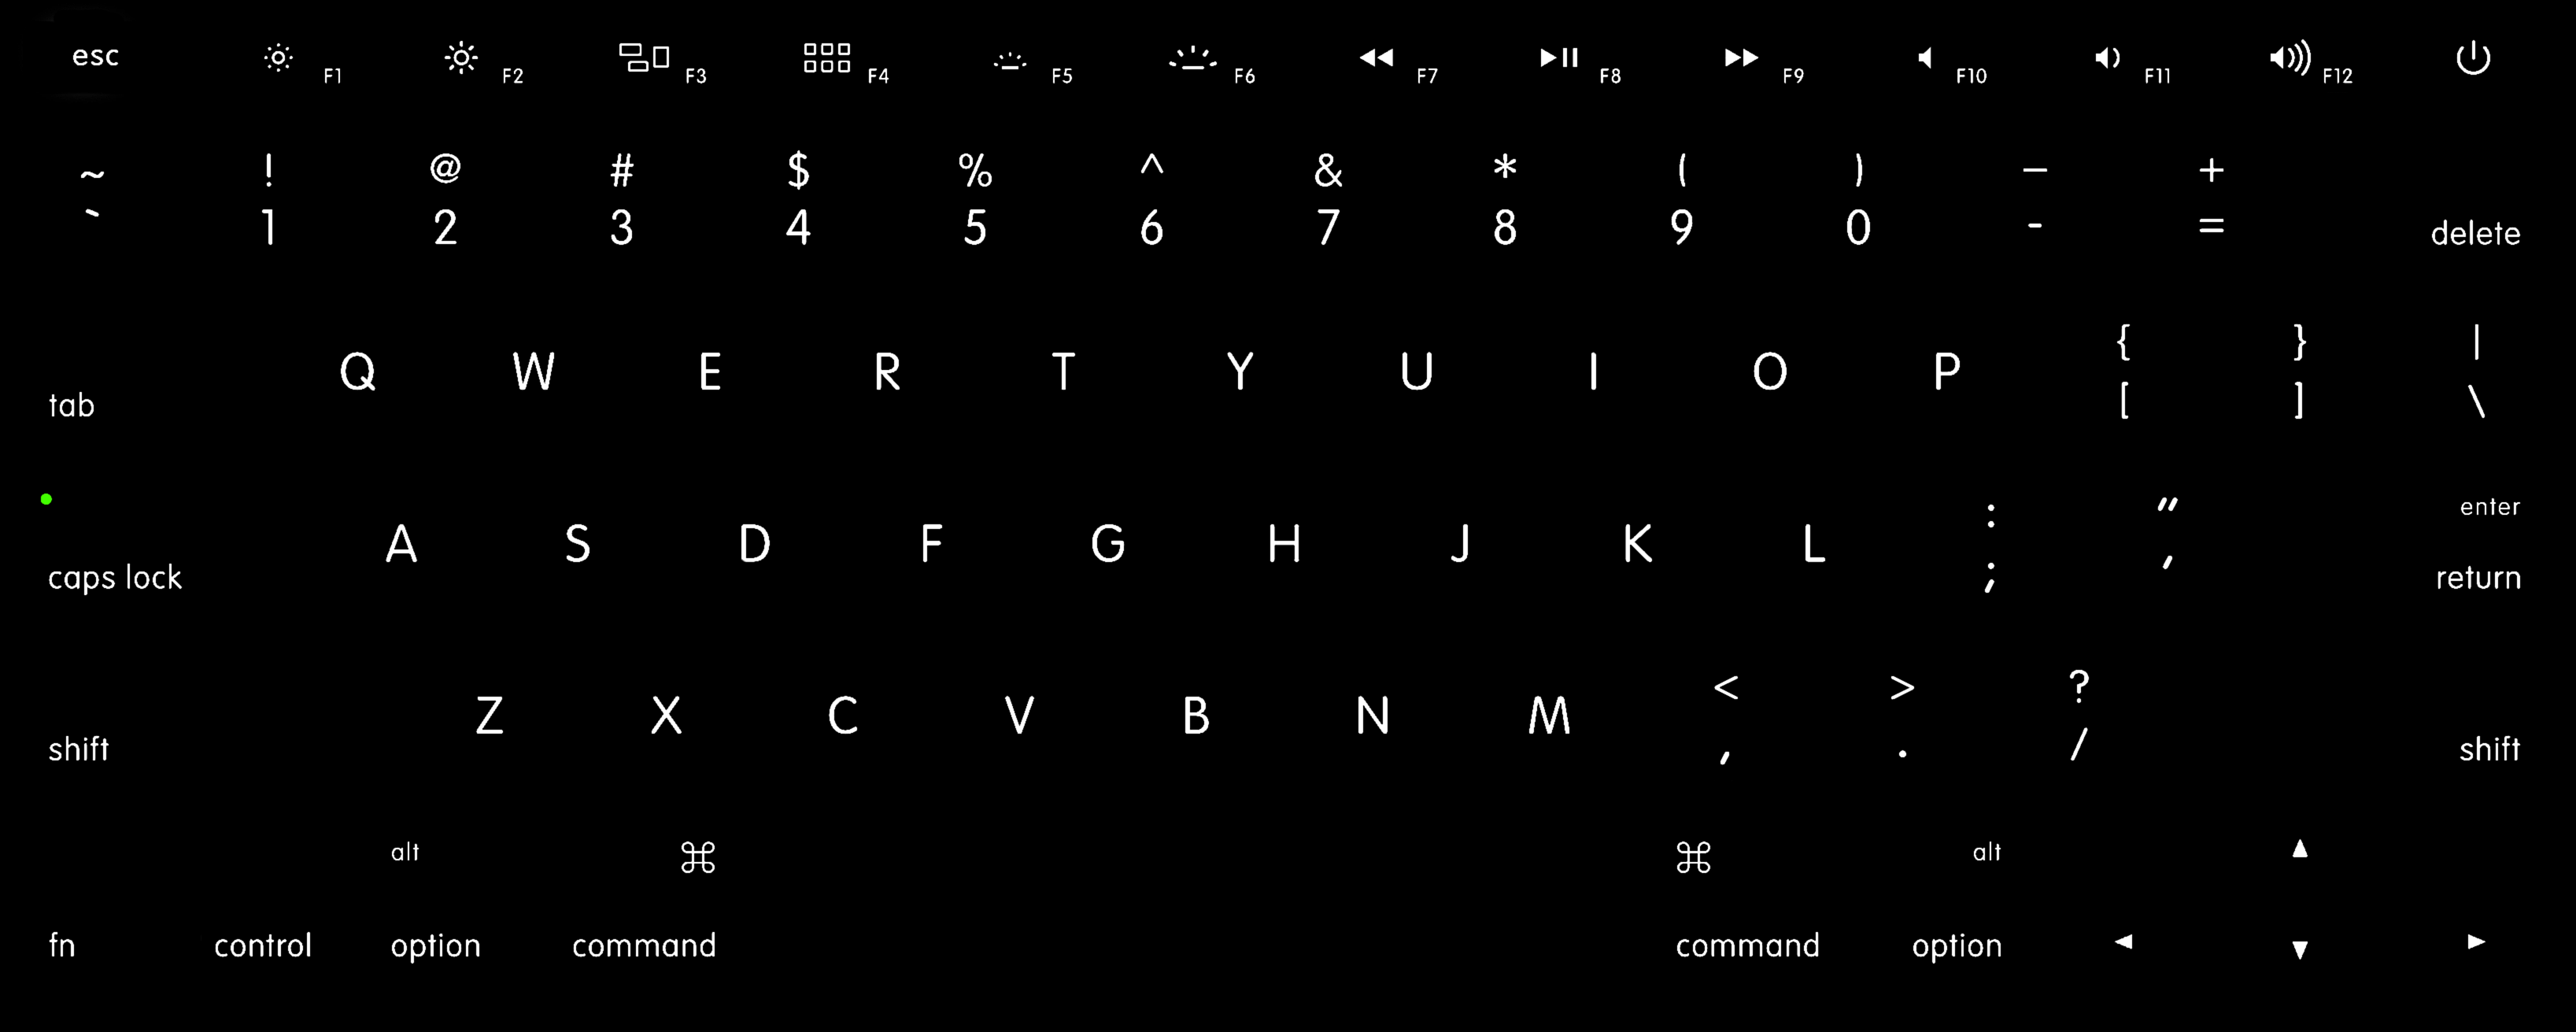 esc F1 F2 F3 F4 F5 F6 F7 F8 F9 F10 F11 F12
~ ! @ # $ % ^ & * ( ) — +
` 1 2 3 4 5 6 7 8 9 0 - = delete
{ } |
Q W E R T Y U I O P
tab [ ] \
: " enter
A S D F G H J K L
caps lock ; ' return
< > ?
Z X C V B N M
shift , . / shift
alt ⌘ ⌘ alt ▲
fn control option command command option ◀ ▼ ▶